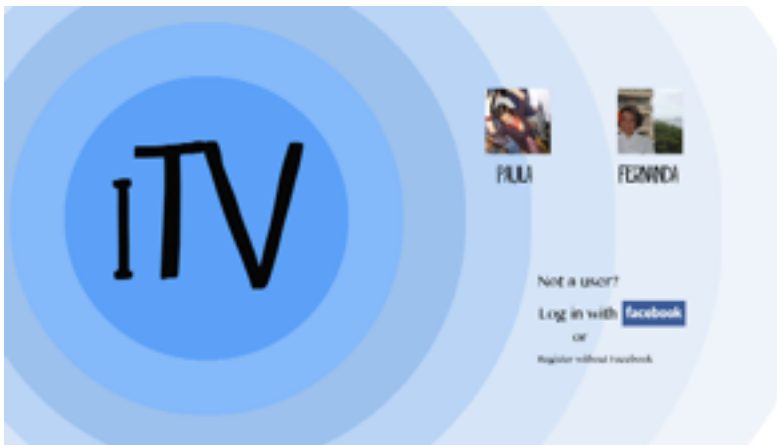 ITV
PAULA
FERNANDA
Not a user?
Log in with facebook
or
Register without Facebook